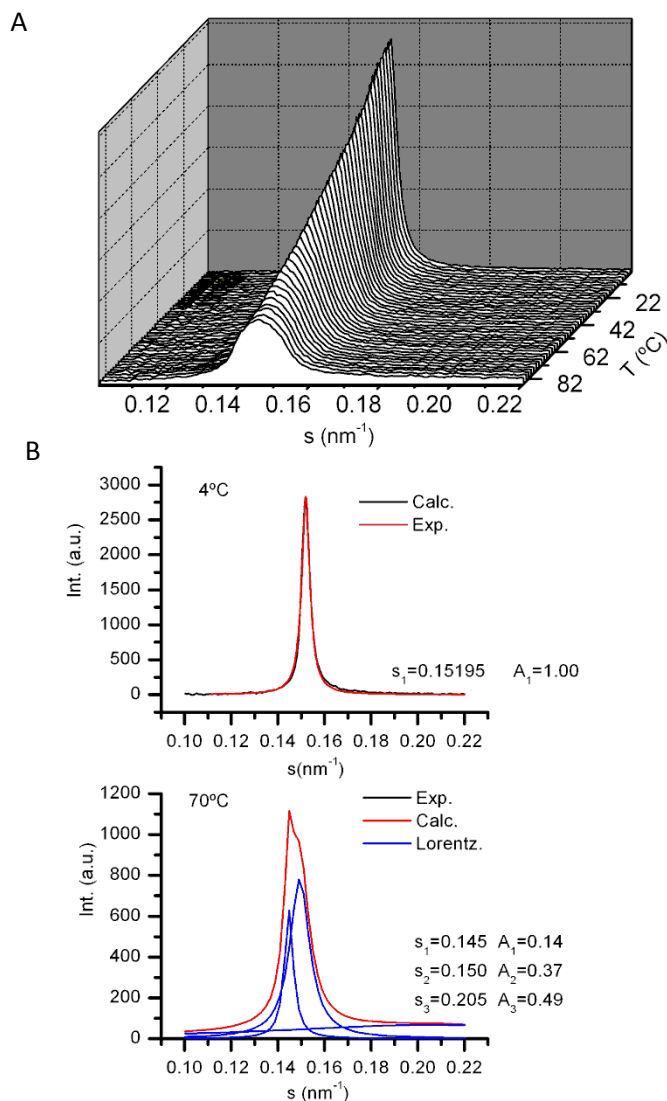 A
0.12 0.14 0.16 0.18 0.20 0.22
s (nm⁻¹)
22
42
62
82
T (ºC)
B
4ºC
Calc.
Exp.
s₁=0.15195 A₁=1.00
3000
2500
2000
1500
1000
500
0
Int. (a.u.)
0.10 0.12 0.14 0.16 0.18 0.20 0.22
s(nm⁻¹)
70ºC
Exp.
Calc.
Lorentz.
s₁=0.145 A₁=0.14
s₂=0.150 A₂=0.37
s₃=0.205 A₃=0.49
1200
1000
800
600
400
200
0
Int. (a.u.)
0.10 0.12 0.14 0.16 0.18 0.20 0.22
s (nm⁻¹)